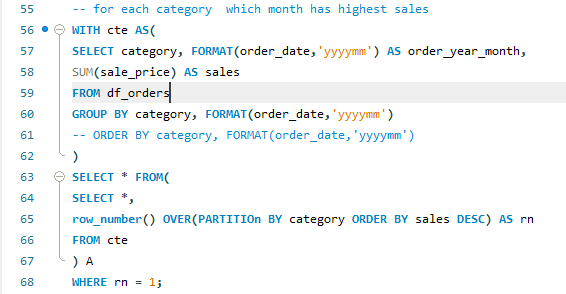 55 -- for each category  which month has highest sales
56 WITH cte AS(
57 SELECT category, FORMAT(order_date,'yyyymm') AS order_year_month,
58 SUM(sale_price) AS sales
59 FROM df_orders
60 GROUP BY category, FORMAT(order_date,'yyyymm')
61 -- ORDER BY category, FORMAT(order_date,'yyyymm')
62 )
63 SELECT * FROM(
64 SELECT *,
65 row_number() OVER(PARTITIOn BY category ORDER BY sales DESC) AS rn
66 FROM cte
67 ) A
68 WHERE rn = 1;